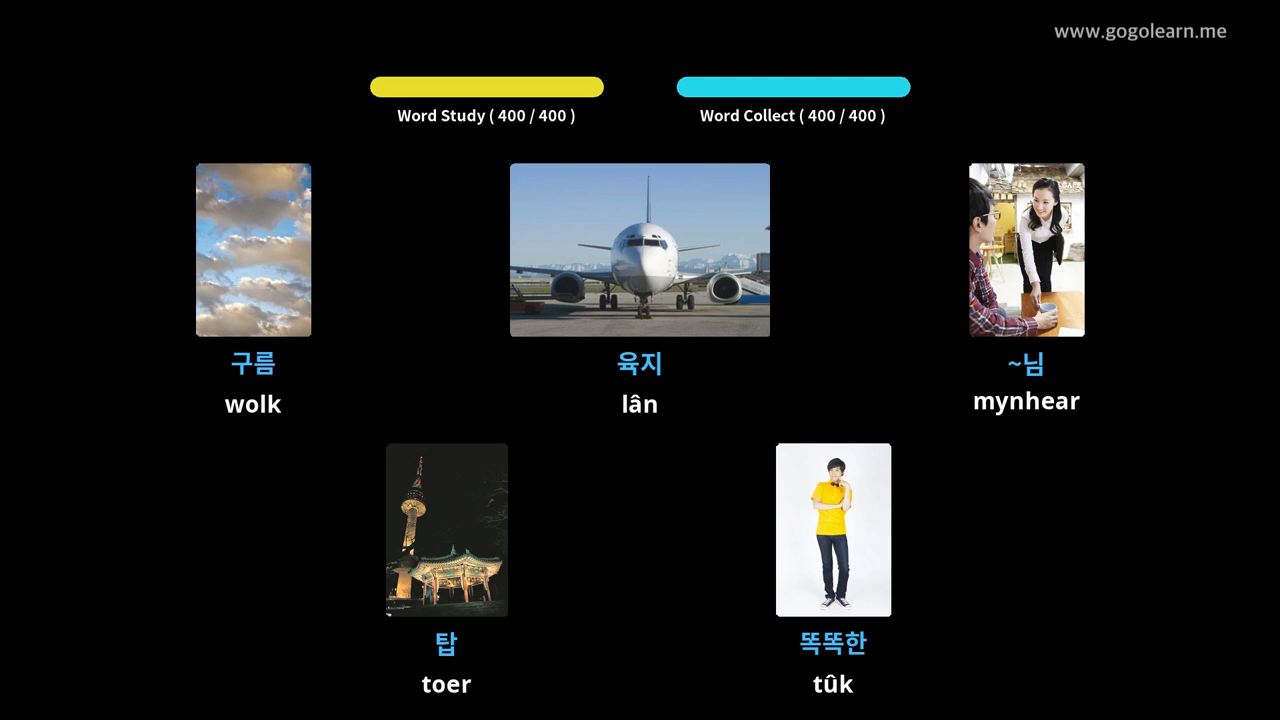 www.gogolearn.me
Word Study ( 400 / 400 )
Word Collect ( 400 / 400 )
구름
육지
~님
wolk
lân
mynhear
탑
똑똑한
toer
tûk